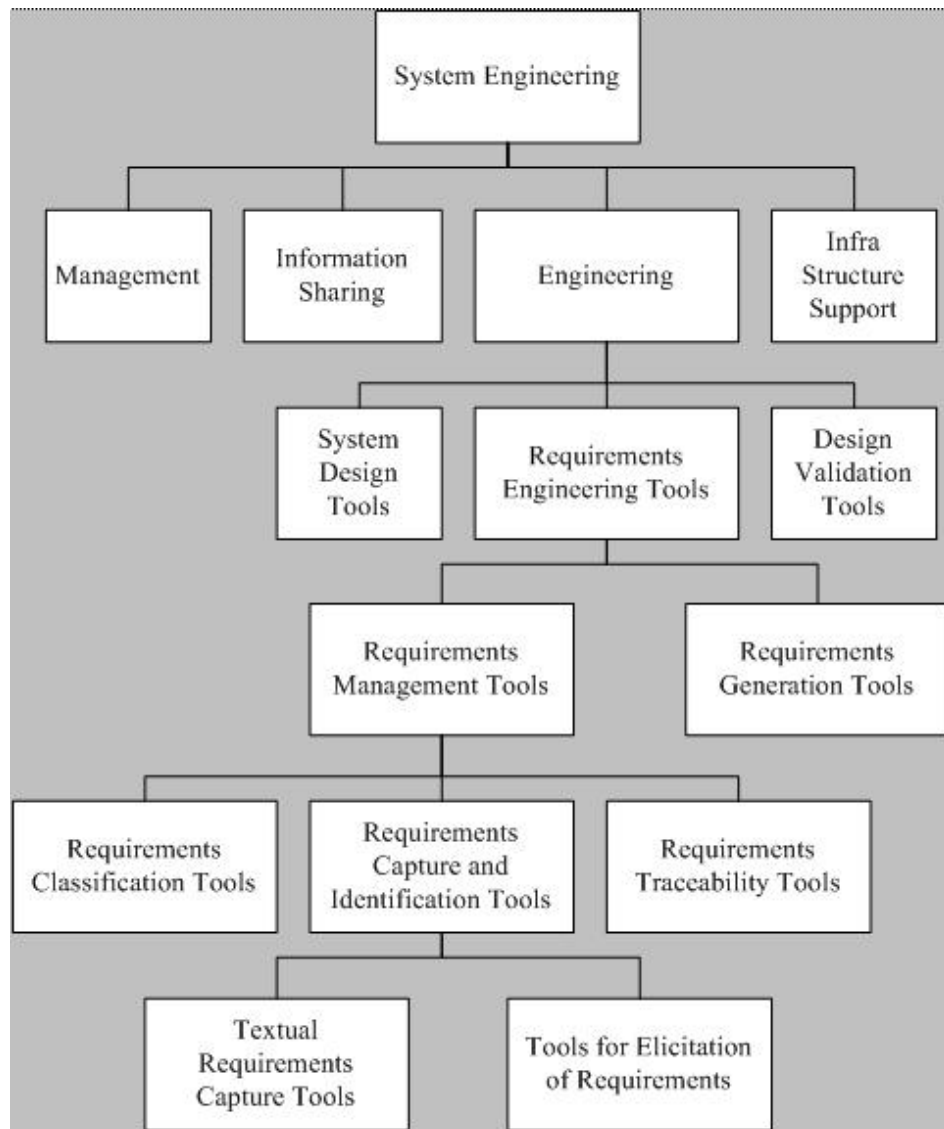 System Engineering
Management
Information
Sharing
Engineering
Infra
Structure
Support
System
Design
Tools
Requirements
Engineering Tools
Design
Validation
Tools
Requirements
Management Tools
Requirements
Generation Tools
Requirements
Classification Tools
Requirements
Capture and
Identification Tools
Requirements
Traceability Tools
Textual
Requirements
Capture Tools
Tools for Elicitation
of Requirements